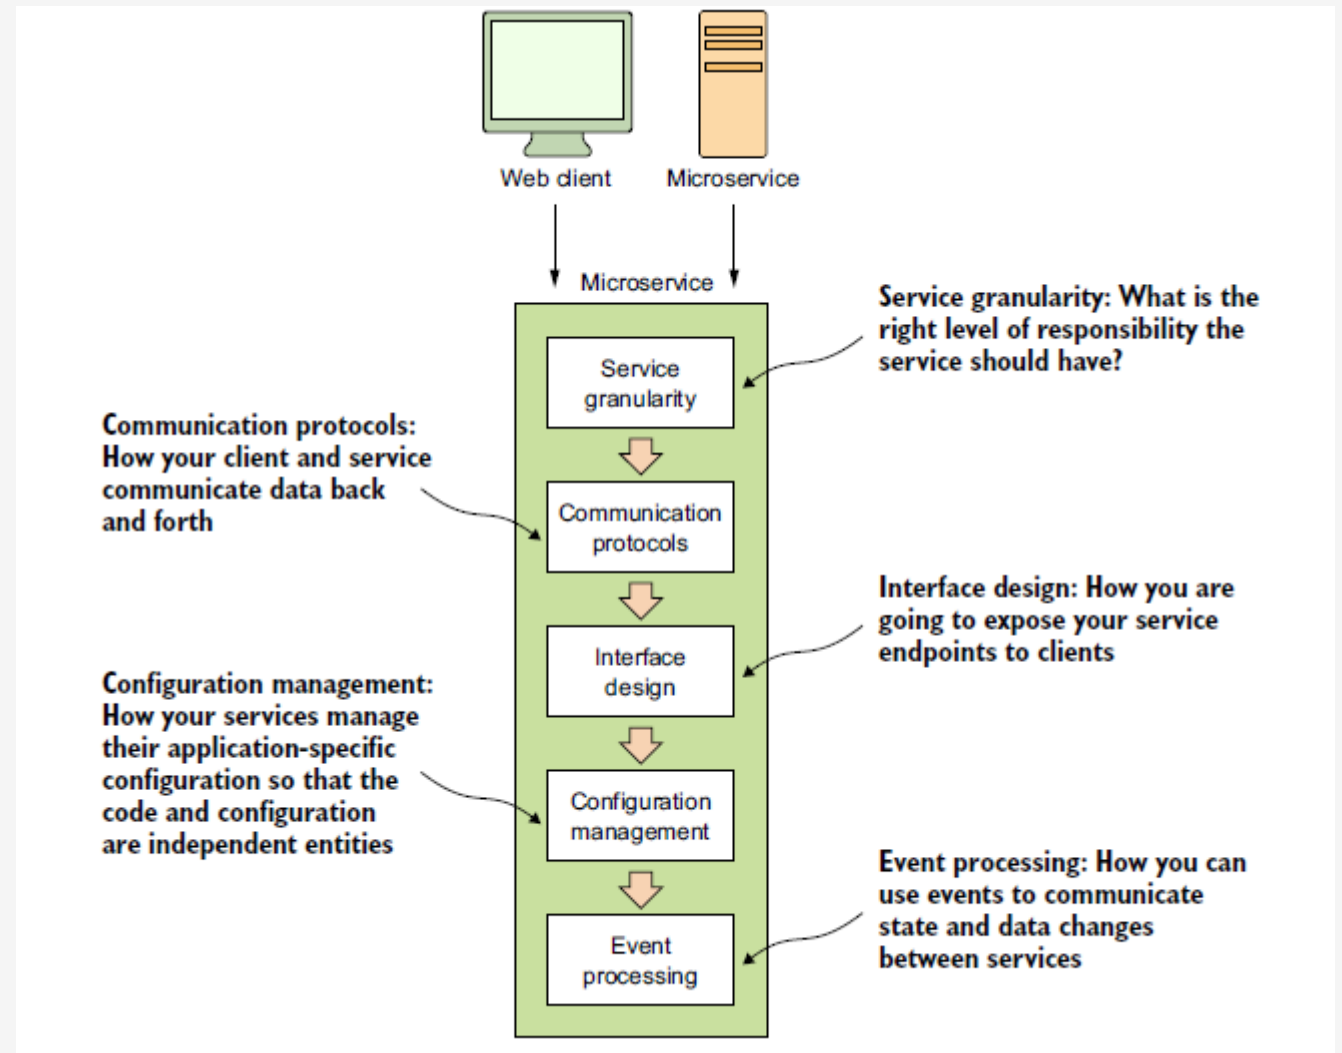 Web client
Microservice
Microservice
Service granularity: What is the
right level of responsibility the
service should have?
Service
granularity
Communication protocols:
How your client and service
communicate data back
and forth
Communication
protocols
Interface design: How you are
going to expose your service
endpoints to clients
Interface
design
Configuration management:
How your services manage
their application-specific
configuration so that the
code and configuration
are independent entities
Configuration
management
Event processing: How you can
use events to communicate
state and data changes
between services
Event
processing